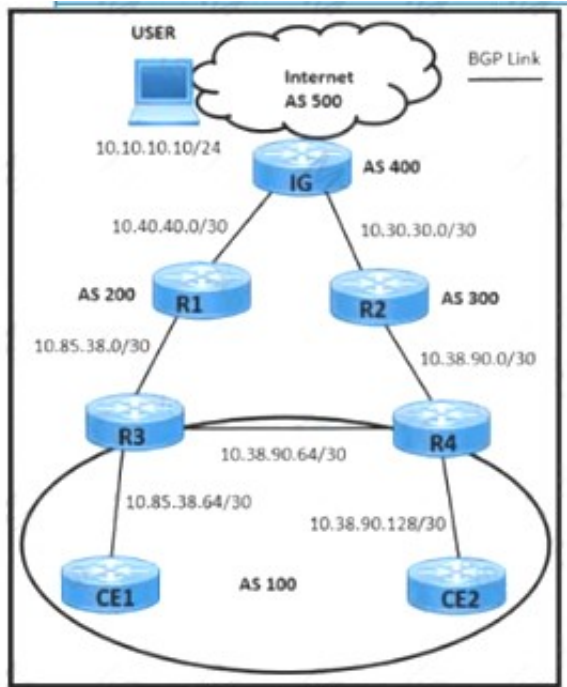 USER
BGP Link
Internet
AS 500
10.10.10.10/24
IG
AS 400
10.40.40.0/30
10.30.30.0/30
AS 200
R1
R2
AS 300
10.85.38.0/30
10.38.90.0/30
R3
R4
10.38.90.64/30
10.85.38.64/30
10.38.90.128/30
CE1
AS 100
CE2